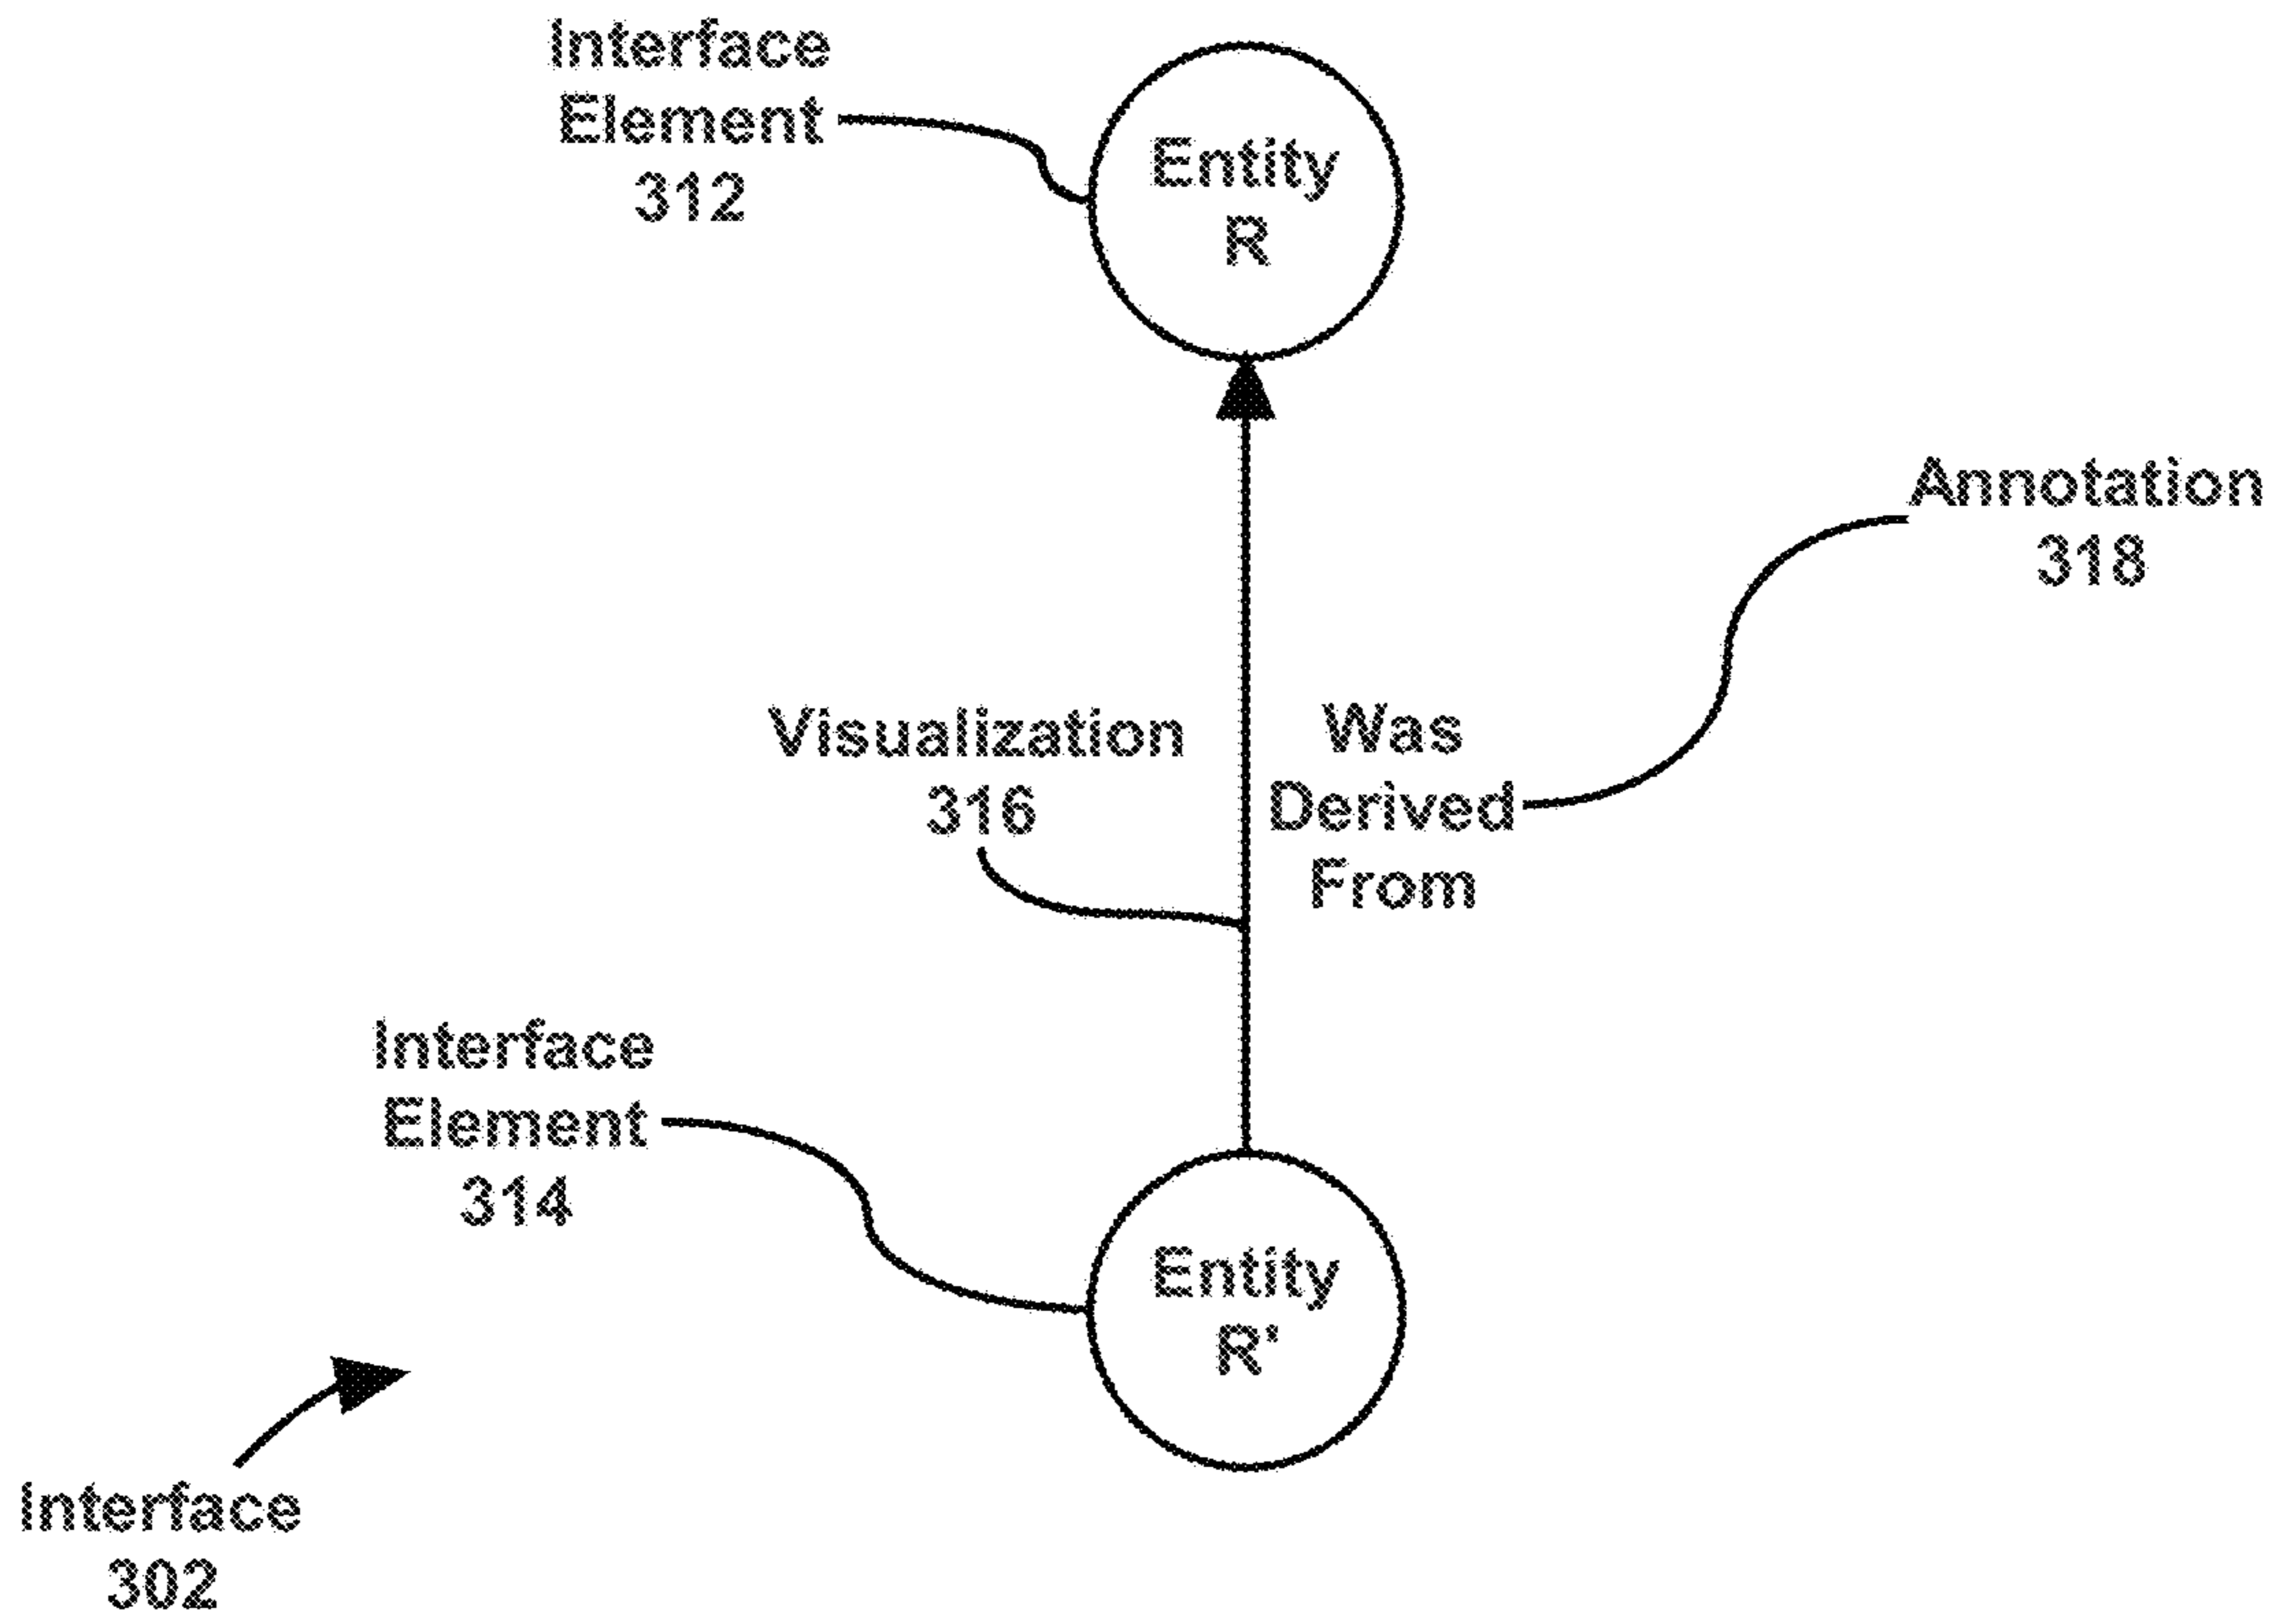 Interface
Element
312
Entity
R
Annotation
318
Visualization
316
Was
Derived
From
Interface
Element
314
Entity
R'
Interface
302